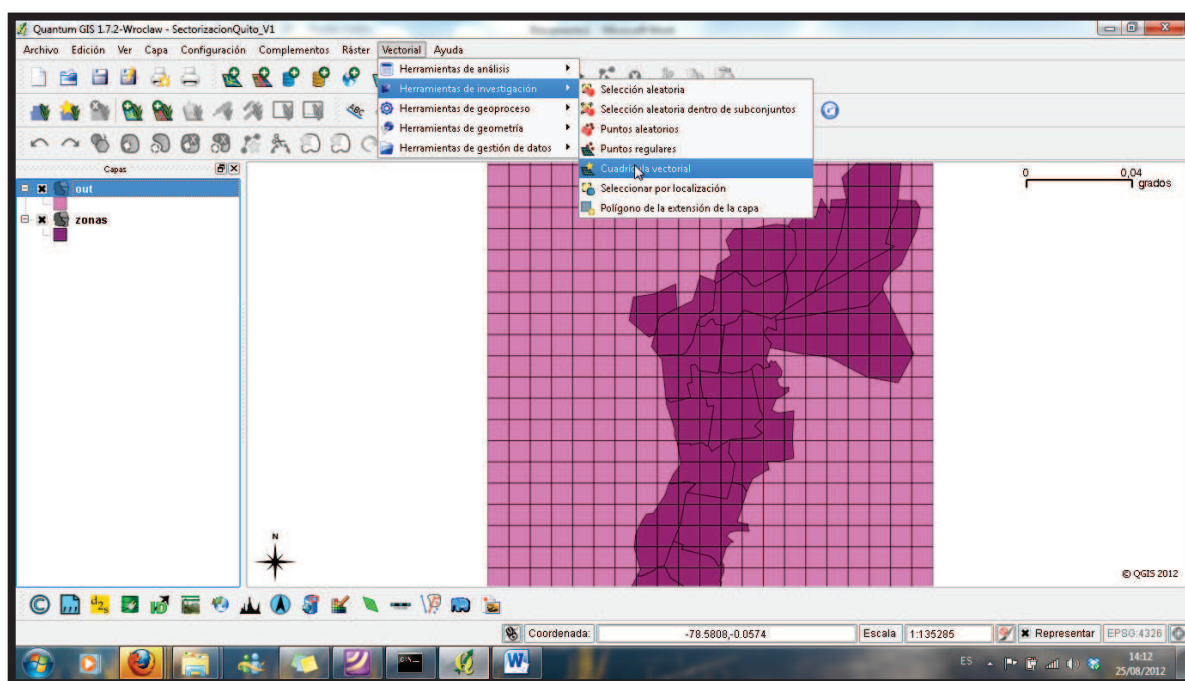 Quantum GIS 1.7.2-Wroclaw - SectorizacionQuito_V1
Archivo Edición Ver Capa Configuración Complementos Ráster Vectorial Ayuda
Herramientas de análisis
Herramientas de investigación
Herramientas de geoproceso
Herramientas de geometría
Herramientas de gestión de datos
Selección aleatoria
Selección aleatoria dentro de subconjuntos
Puntos aleatorios
Puntos regulares
Cuadrícula vectorial
Seleccionar por localización
Polígono de la extensión de la capa
Capas
out
zonas
0 0,04
grados
N
© QGIS 2012
Coordenada: -78.5808,-0.0574 Escala 1:135285 Representar EPSG:4326
ES 14:12
25/08/2012